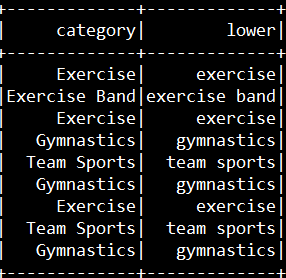 +-------------+-------------+
|     category|        lower|
+-------------+-------------+
|     Exercise|     exercise|
|Exercise Band|exercise band|
|     Exercise|     exercise|
|   Gymnastics|   gymnastics|
|  Team Sports|  team sports|
|   Gymnastics|   gymnastics|
|     Exercise|     exercise|
|  Team Sports|  team sports|
|   Gymnastics|   gymnastics|
+-------------+-------------+